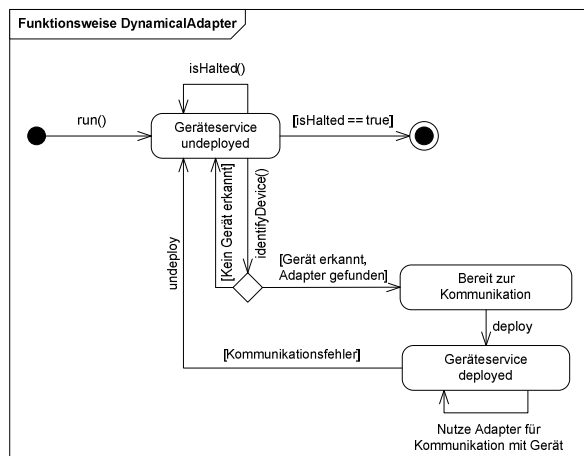 Funktionsweise DynamicalAdapter
isHalted()
run()
Geräteservice
undeployed
[isHalted == true]
undeploy
[Kein Gerät erkannt]
identifyDevice()
[Gerät erkannt,
Adapter gefunden]
Bereit zur
Kommunikation
deploy
[Kommunikationsfehler]
Geräteservice
deployed
Nutze Adapter für
Kommunikation mit Gerät